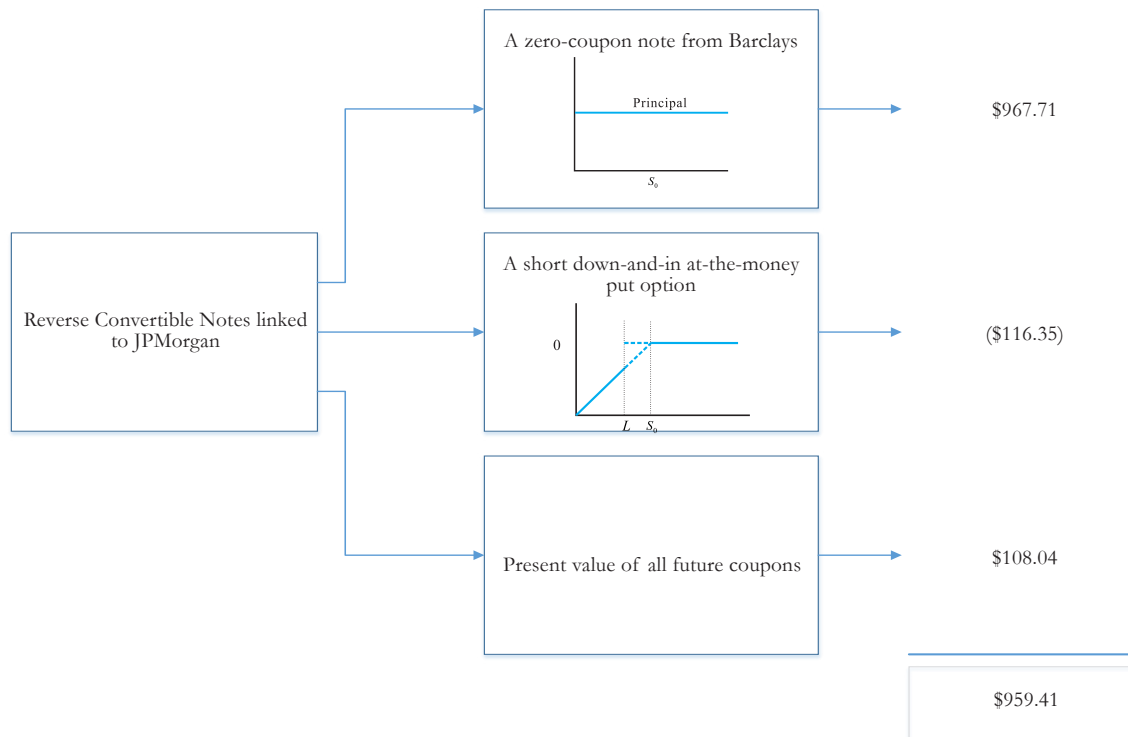 A zero-coupon note from Barclays
Principal
S₀
$967.71
Reverse Convertible Notes linked
to JPMorgan
A short down-and-in at-the-money
put option
0
L S₀
($116.35)
Present value of all future coupons
$108.04
$959.41